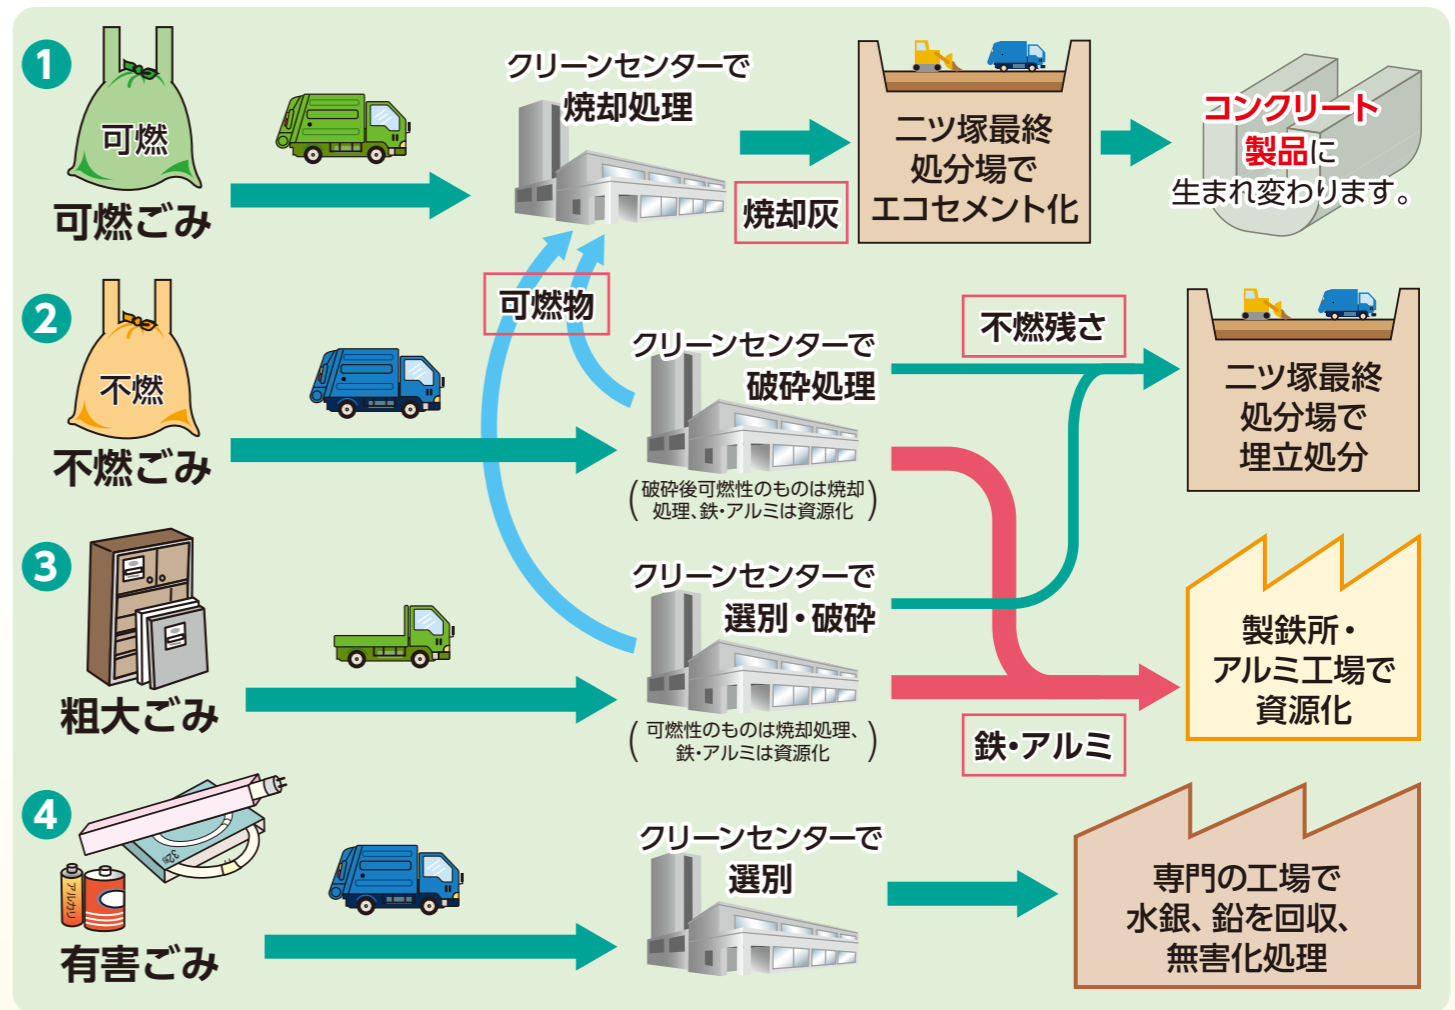 1
可燃
可燃ごみ
クリーンセンターで
焼却処理
焼却灰
二ツ塚最終
処分場で
エコセメント化
コンクリート
製品に
生まれ変わります。
2
不燃
不燃ごみ
可燃物
クリーンセンターで
破砕処理
(破砕後可燃性のものは焼却
処理、鉄・アルミは資源化)
不燃残さ
二ツ塚最終
処分場で
埋立処分
3
粗大ごみ
クリーンセンターで
選別・破砕
(可燃性のものは焼却処理、
鉄・アルミは資源化)
鉄・アルミ
製鉄所・
アルミ工場で
資源化
4
アルカリ
有害ごみ
クリーンセンターで
選別
専門の工場で
水銀、鉛を回収、
無害化処理